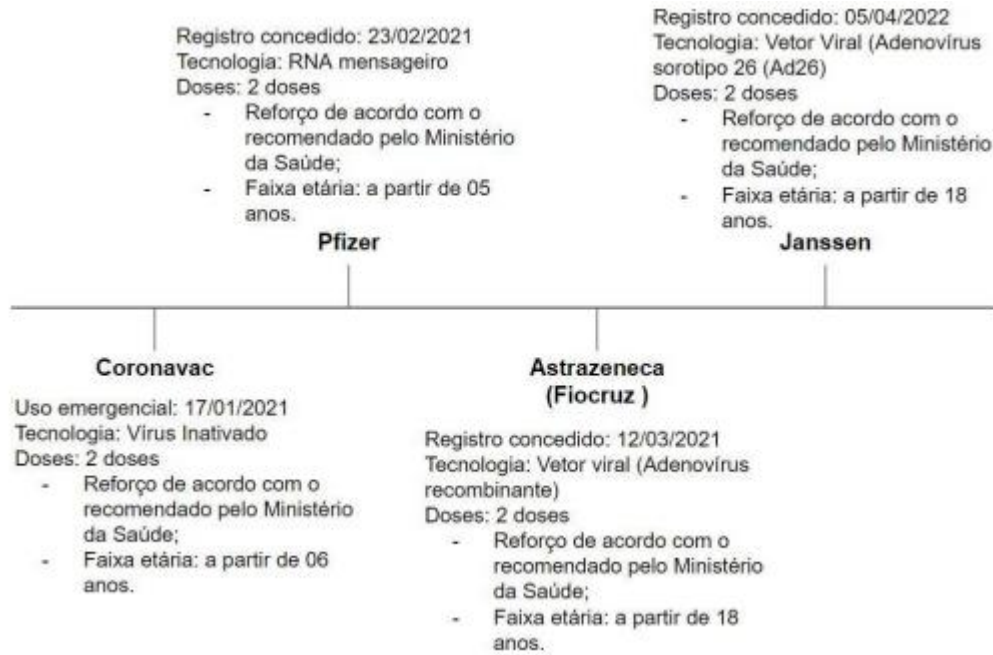 Registro concedido: 23/02/2021
Tecnologia: RNA mensageiro
Doses: 2 doses
- Reforço de acordo com o
recomendado pelo Ministério
da Saúde;
- Faixa etária: a partir de 05
anos.
Pfizer
Registro concedido: 05/04/2022
Tecnologia: Vetor Viral (Adenovírus
sorotipo 26 (Ad26)
Doses: 2 doses
- Reforço de acordo com o
recomendado pelo Ministério
da Saúde;
- Faixa etária: a partir de 18
anos.
Janssen
Coronavac
Uso emergencial: 17/01/2021
Tecnologia: Vírus Inativado
Doses: 2 doses
- Reforço de acordo com o
recomendado pelo Ministério
da Saúde;
- Faixa etária: a partir de 06
anos.
Astrazeneca
(Fiocruz )
Registro concedido: 12/03/2021
Tecnologia: Vetor viral (Adenovírus
recombinante)
Doses: 2 doses
- Reforço de acordo com o
recomendado pelo Ministério
da Saúde;
- Faixa etária: a partir de 18
anos.